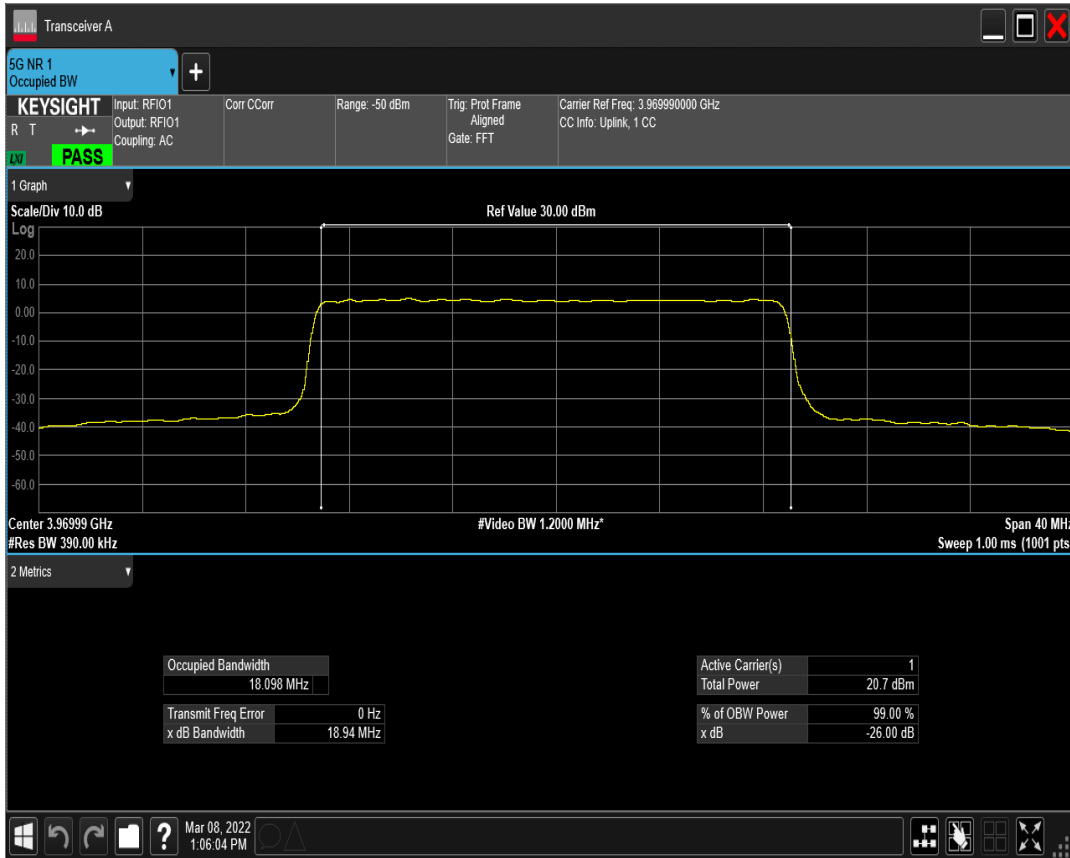 Transceiver A
5G NR 1
Occupied BW
+
KEYSIGHT
R T
LXI
PASS
Input: RFIO1
Output: RFIO1
Coupling: AC
Corr CCorr
Range: -50 dBm
Trig: Prot Frame
Aligned
Gate: FFT
Carrier Ref Freq: 3.969990000 GHz
CC Info: Uplink, 1 CC
1 Graph
Scale/Div 10.0 dB
Ref Value 30.00 dBm
Log
20.0
10.0
0.00
-10.0
-20.0
-30.0
-40.0
-50.0
-60.0
Center 3.96999 GHz
#Video BW 1.2000 MHz*
Span 40 MHz
#Res BW 390.00 kHz
Sweep 1.00 ms (1001 pts
2 Metrics
Occupied Bandwidth
18.098 MHz
Transmit Freq Error 0 Hz
x dB Bandwidth 18.94 MHz
Active Carrier(s) 1
Total Power 20.7 dBm
% of OBW Power 99.00 %
x dB -26.00 dB
?
Mar 08, 2022
1:06:04 PM